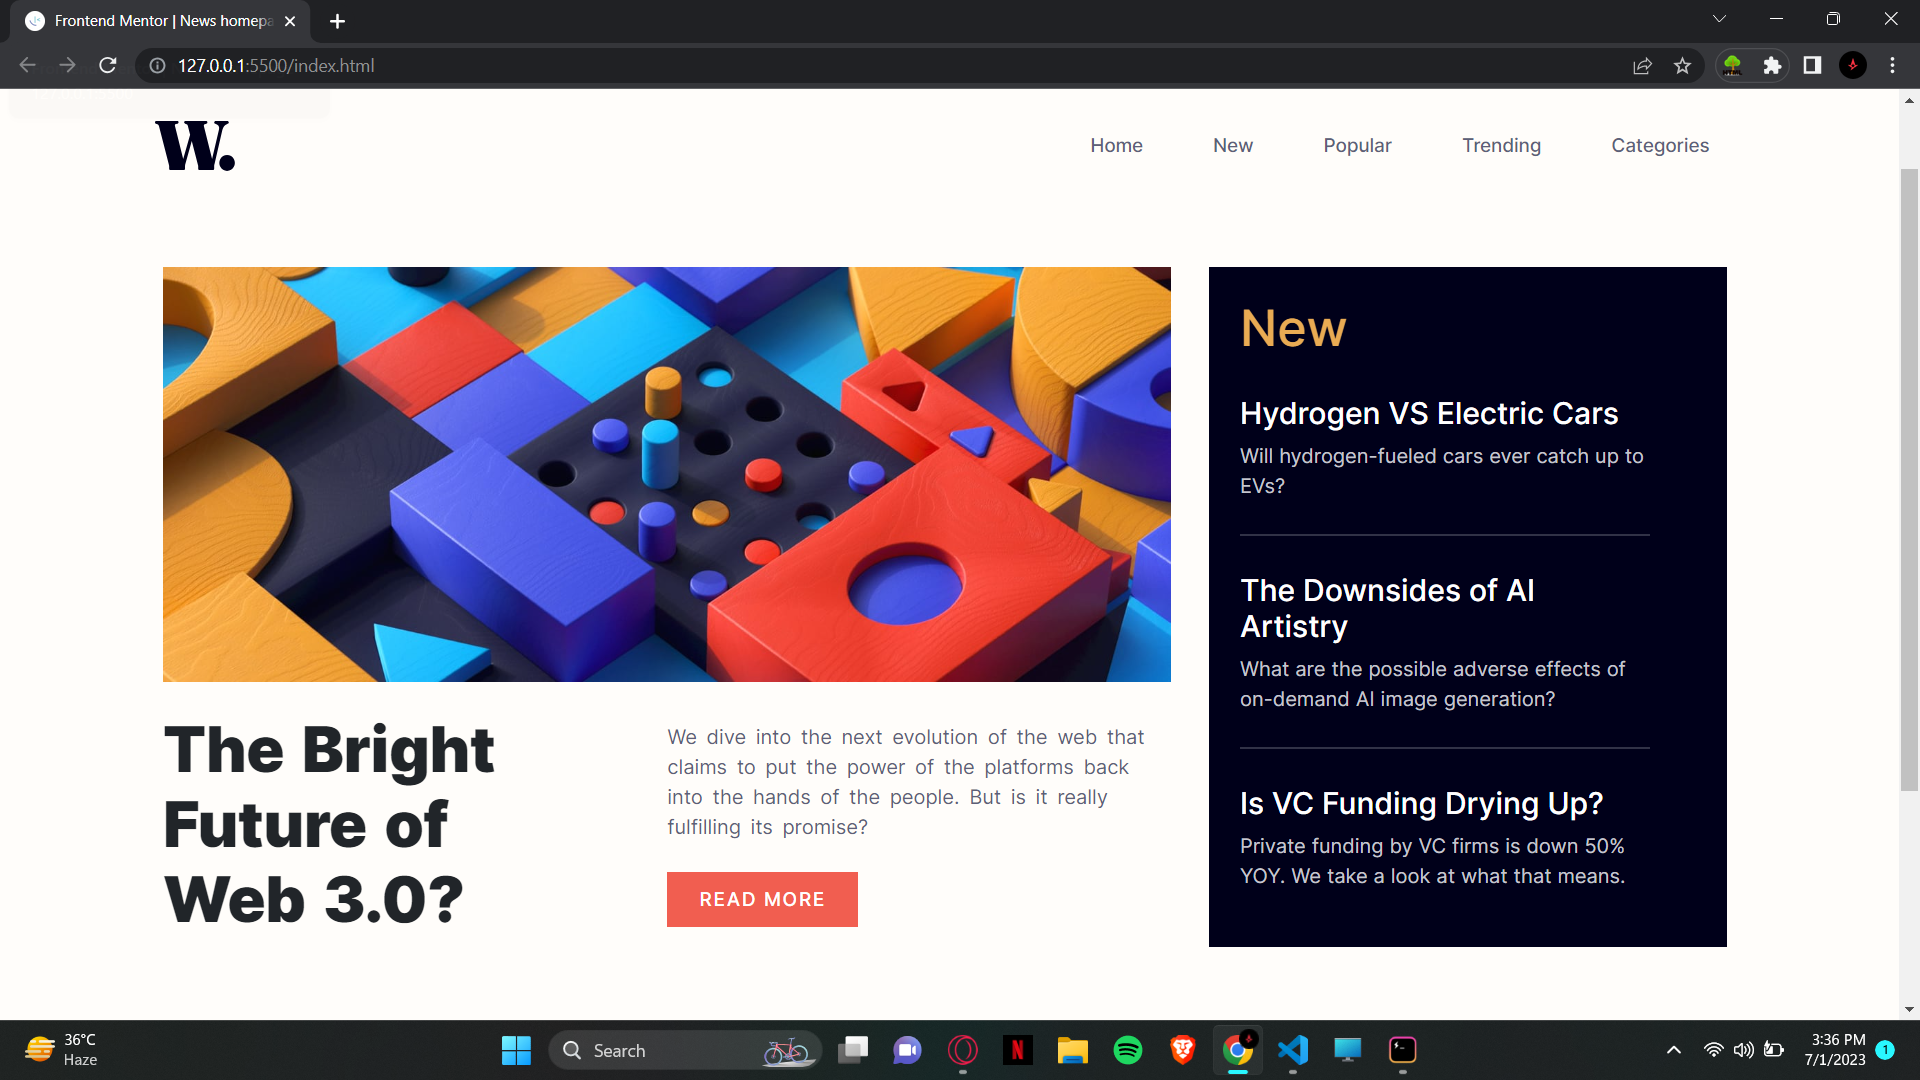 Frontend Mentor | News homepa
127.0.0.1:5500/index.html
W.
Home
New
Popular
Trending
Categories
New
Hydrogen VS Electric Cars
Will hydrogen-fueled cars ever catch up to
EVs?
The Downsides of AI
Artistry
What are the possible adverse effects of
on-demand AI image generation?
Is VC Funding Drying Up?
Private funding by VC firms is down 50%
YOY. We take a look at what that means.
The Bright
Future of
Web 3.0?
We dive into the next evolution of the web that
claims to put the power of the platforms back
into the hands of the people. But is it really
fulfilling its promise?
READ MORE
36°C
Haze
Search
N
3:36 PM
7/1/2023
1